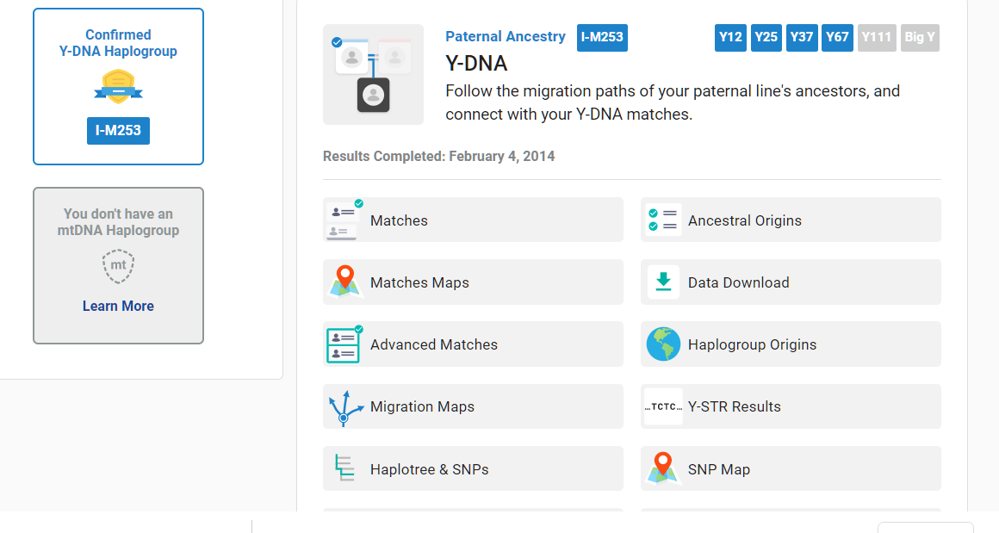 Confirmed
Y-DNA Haplogroup
I-M253
You don't have an
mtDNA Haplogroup
mt
Learn More
Paternal Ancestry I-M253
Y12 Y25 Y37 Y67 Y111 Big Y
Y-DNA
Follow the migration paths of your paternal line's ancestors, and
connect with your Y-DNA matches.
Results Completed: February 4, 2014
Matches
Ancestral Origins
Matches Maps
Data Download
Advanced Matches
Haplogroup Origins
Migration Maps
...TCTC... Y-STR Results
Haplotree & SNPs
SNP Map